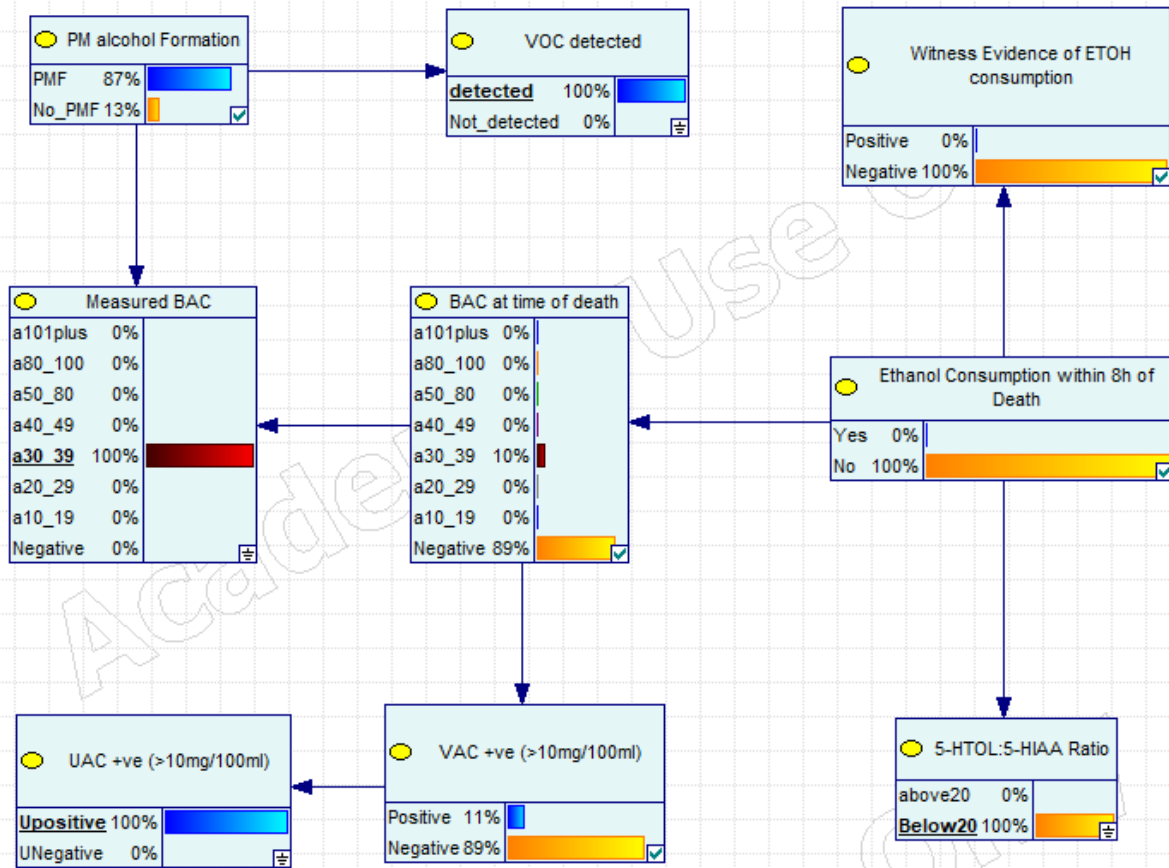 PM alcohol Formation
PMF 87%
No_PMF 13%
VOC detected
detected 100%
Not_detected 0%
Witness Evidence of ETOH
consumption
Positive 0%
Negative 100%
Measured BAC
a101plus 0%
a80_100 0%
a50_80 0%
a40_49 0%
a30_39 100%
a20_29 0%
a10_19 0%
Negative 0%
BAC at time of death
a101plus 0%
a80_100 0%
a50_80 0%
a40_49 0%
a30_39 10%
a20_29 0%
a10_19 0%
Negative 89%
Ethanol Consumption within 8h of
Death
Yes 0%
No 100%
UAC +ve (>10mg/100ml)
Upositive 100%
UNegative 0%
VAC +ve (>10mg/100ml)
Positive 11%
Negative 89%
5-HTOL:5-HIAA Ratio
above20 0%
Below20 100%